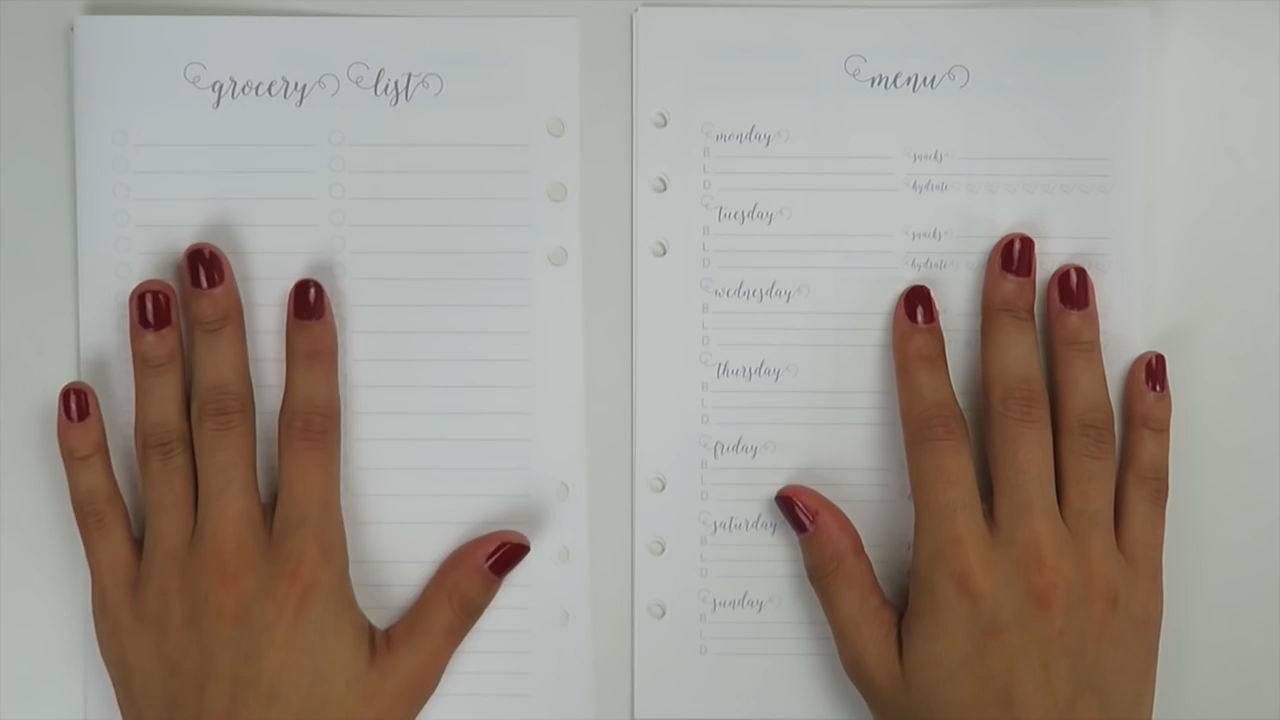 grocery list
menu
monday
B
snacks
L
D
hydrate
tuesday
B
snacks
L
D
hydrate
wednesday
B
L
D
thursday
B
L
D
friday
B
L
D
saturday
B
L
D
sunday
B
L
D